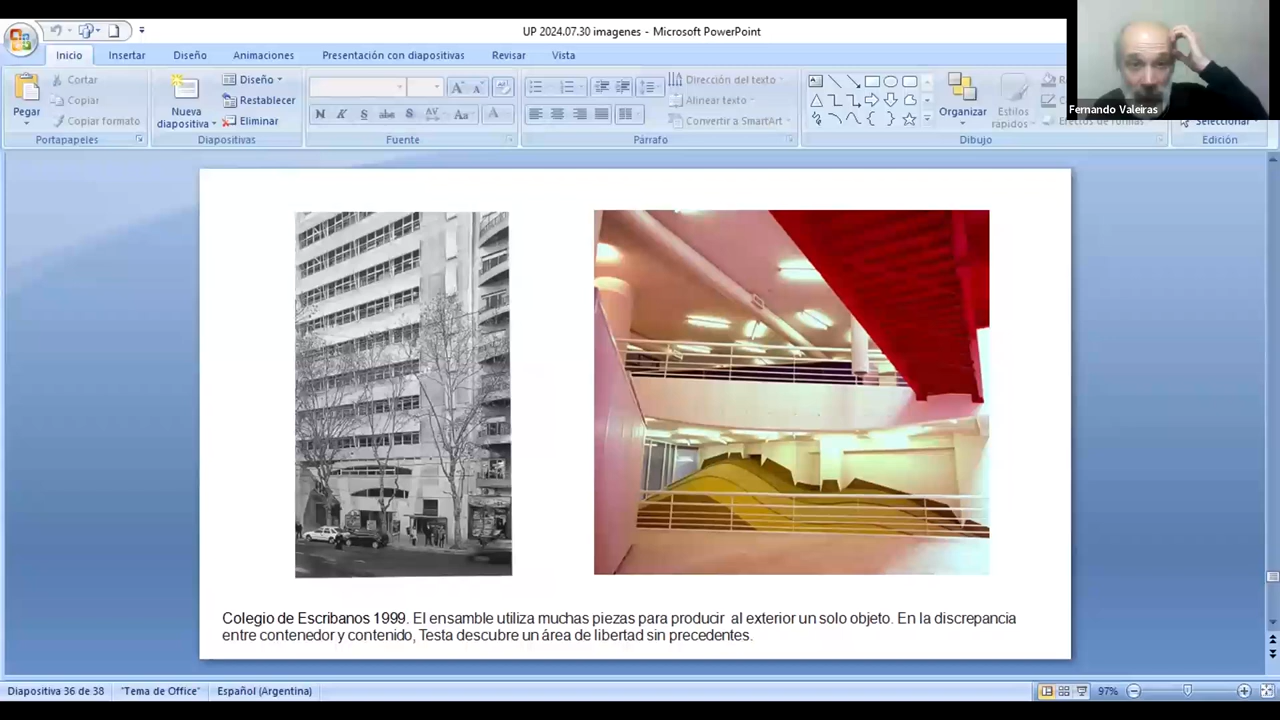 UP 2024.07.30 imagenes - Microsoft PowerPoint
Inicio Insertar Diseño Animaciones Presentación con diapositivas Revisar Vista
Pegar
Cortar
Copiar
Copiar formato
Portapapeles
Nueva diapositiva
Diseño
Restablecer
Eliminar
Diapositivas
N K S abc S AV Aa A
Fuente
Dirección del texto
Alinear texto
Convertir a SmartArt
Párrafo
Organizar
Estilos rápidos
Dibujo
Seleccionar
Edición
Fernando Valeiras
Colegio de Escribanos 1999. El ensamble utiliza muchas piezas para producir al exterior un solo objeto. En la discrepancia
entre contenedor y contenido, Testa descubre un área de libertad sin precedentes.
Diapositiva 36 de 38 "Tema de Office" Español (Argentina) 97%